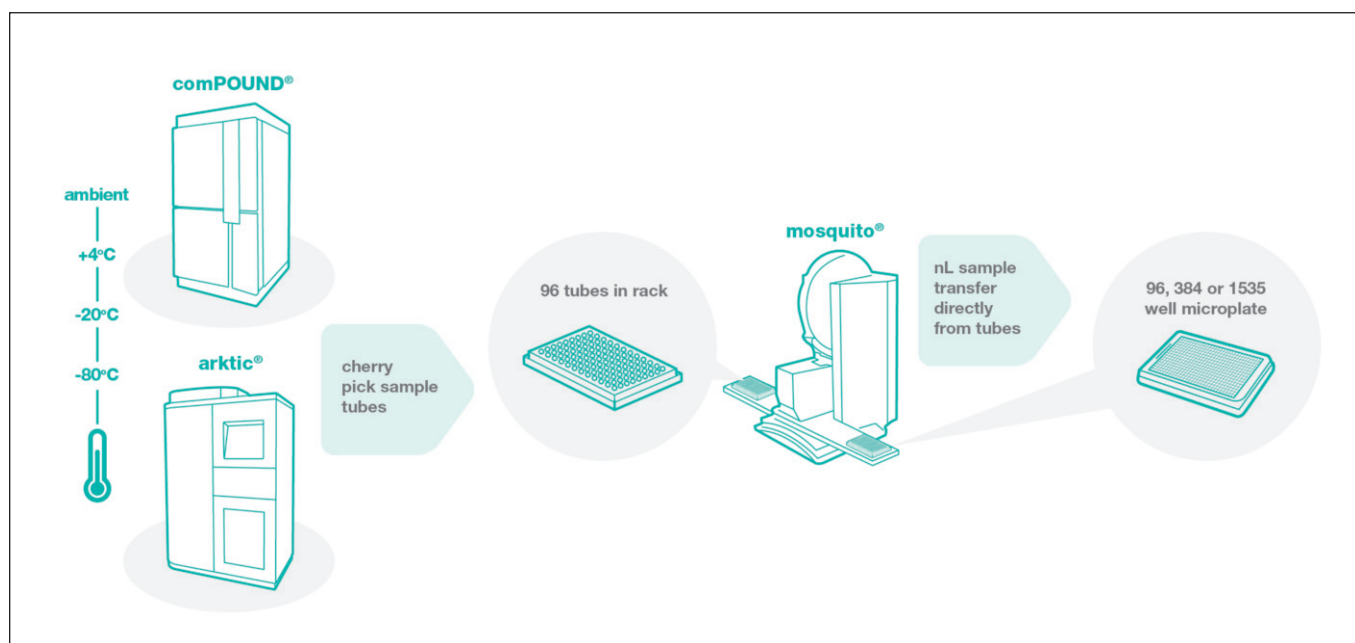 comPOUND®
ambient
+4°C
-20°C
-80°C
arktic®
cherry
pick sample
tubes
96 tubes in rack
mosquito®
nL sample
transfer
directly
from tubes
96, 384 or 1535
well microplate